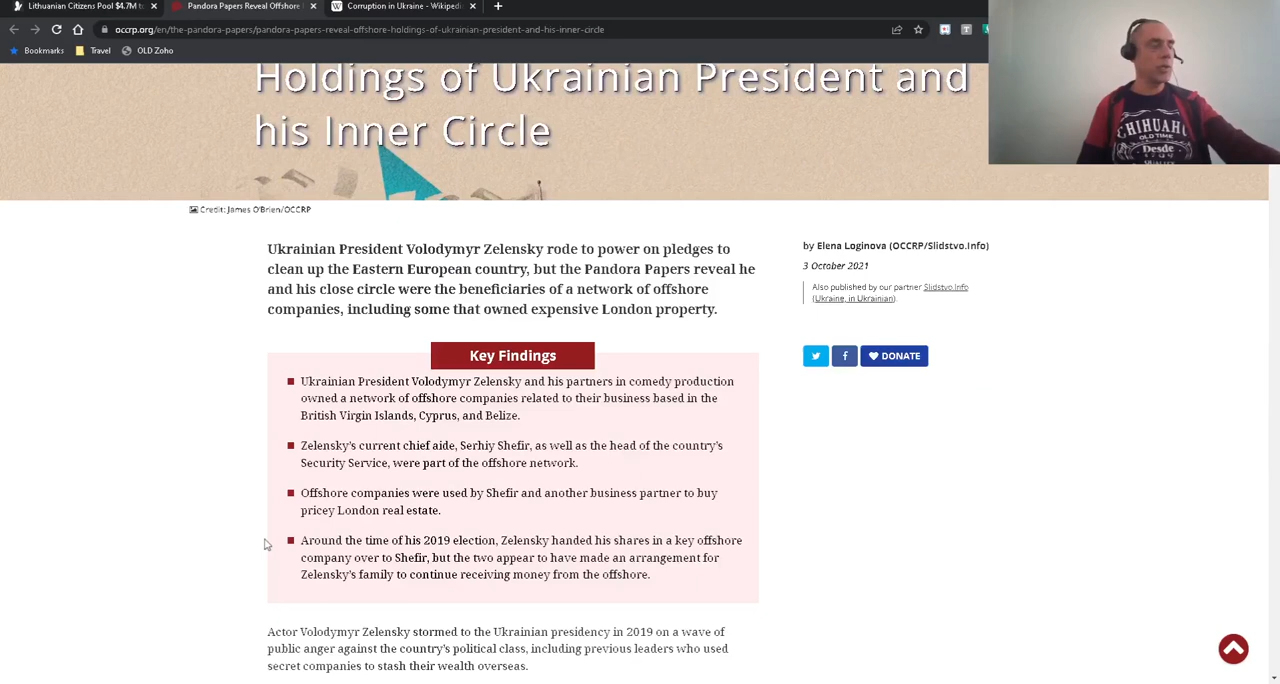 Lithuanian Citizens Pool $4.7M t
Pandora Papers Reveal Offshore
Corruption in Ukraine - Wikiped
occrp.org/en/the-pandora-papers/pandora-papers-reveal-offshore-holdings-of-ukrainian-president-and-his-inner-circle
Bookmarks
Travel
OLD Zoho
CHIHUAHU
OLD TIME
Desde
Holdings of Ukrainian President and
his Inner Circle
Credit: James O'Brien/OCCRP
Ukrainian President Volodymyr Zelensky rode to power on pledges to
clean up the Eastern European country, but the Pandora Papers reveal he
and his close circle were the beneficiaries of a network of offshore
companies, including some that owned expensive London property.
by Elena Loginova (OCCRP/Slidstvo.Info)
3 October 2021
Also published by our partner Slidstvo.Info
(Ukraine, in Ukrainian).
DONATE
Key Findings
Ukrainian President Volodymyr Zelensky and his partners in comedy production
owned a network of offshore companies related to their business based in the
British Virgin Islands, Cyprus, and Belize.
Zelensky's current chief aide, Serhiy Shefir, as well as the head of the country's
Security Service, were part of the offshore network.
Offshore companies were used by Shefir and another business partner to buy
pricey London real estate.
Around the time of his 2019 election, Zelensky handed his shares in a key offshore
company over to Shefir, but the two appear to have made an arrangement for
Zelensky's family to continue receiving money from the offshore.
Actor Volodymyr Zelensky stormed to the Ukrainian presidency in 2019 on a wave of
public anger against the country's political class, including previous leaders who used
secret companies to stash their wealth overseas.